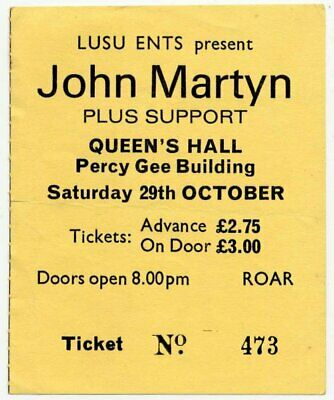 LUSU ENTS present
John Martyn
PLUS SUPPORT
QUEEN'S HALL
Percy Gee Building
Saturday 29th OCTOBER
Tickets: Advance £2.75
On Door £3.00
Doors open 8.00pm ROAR
Ticket Nº 473